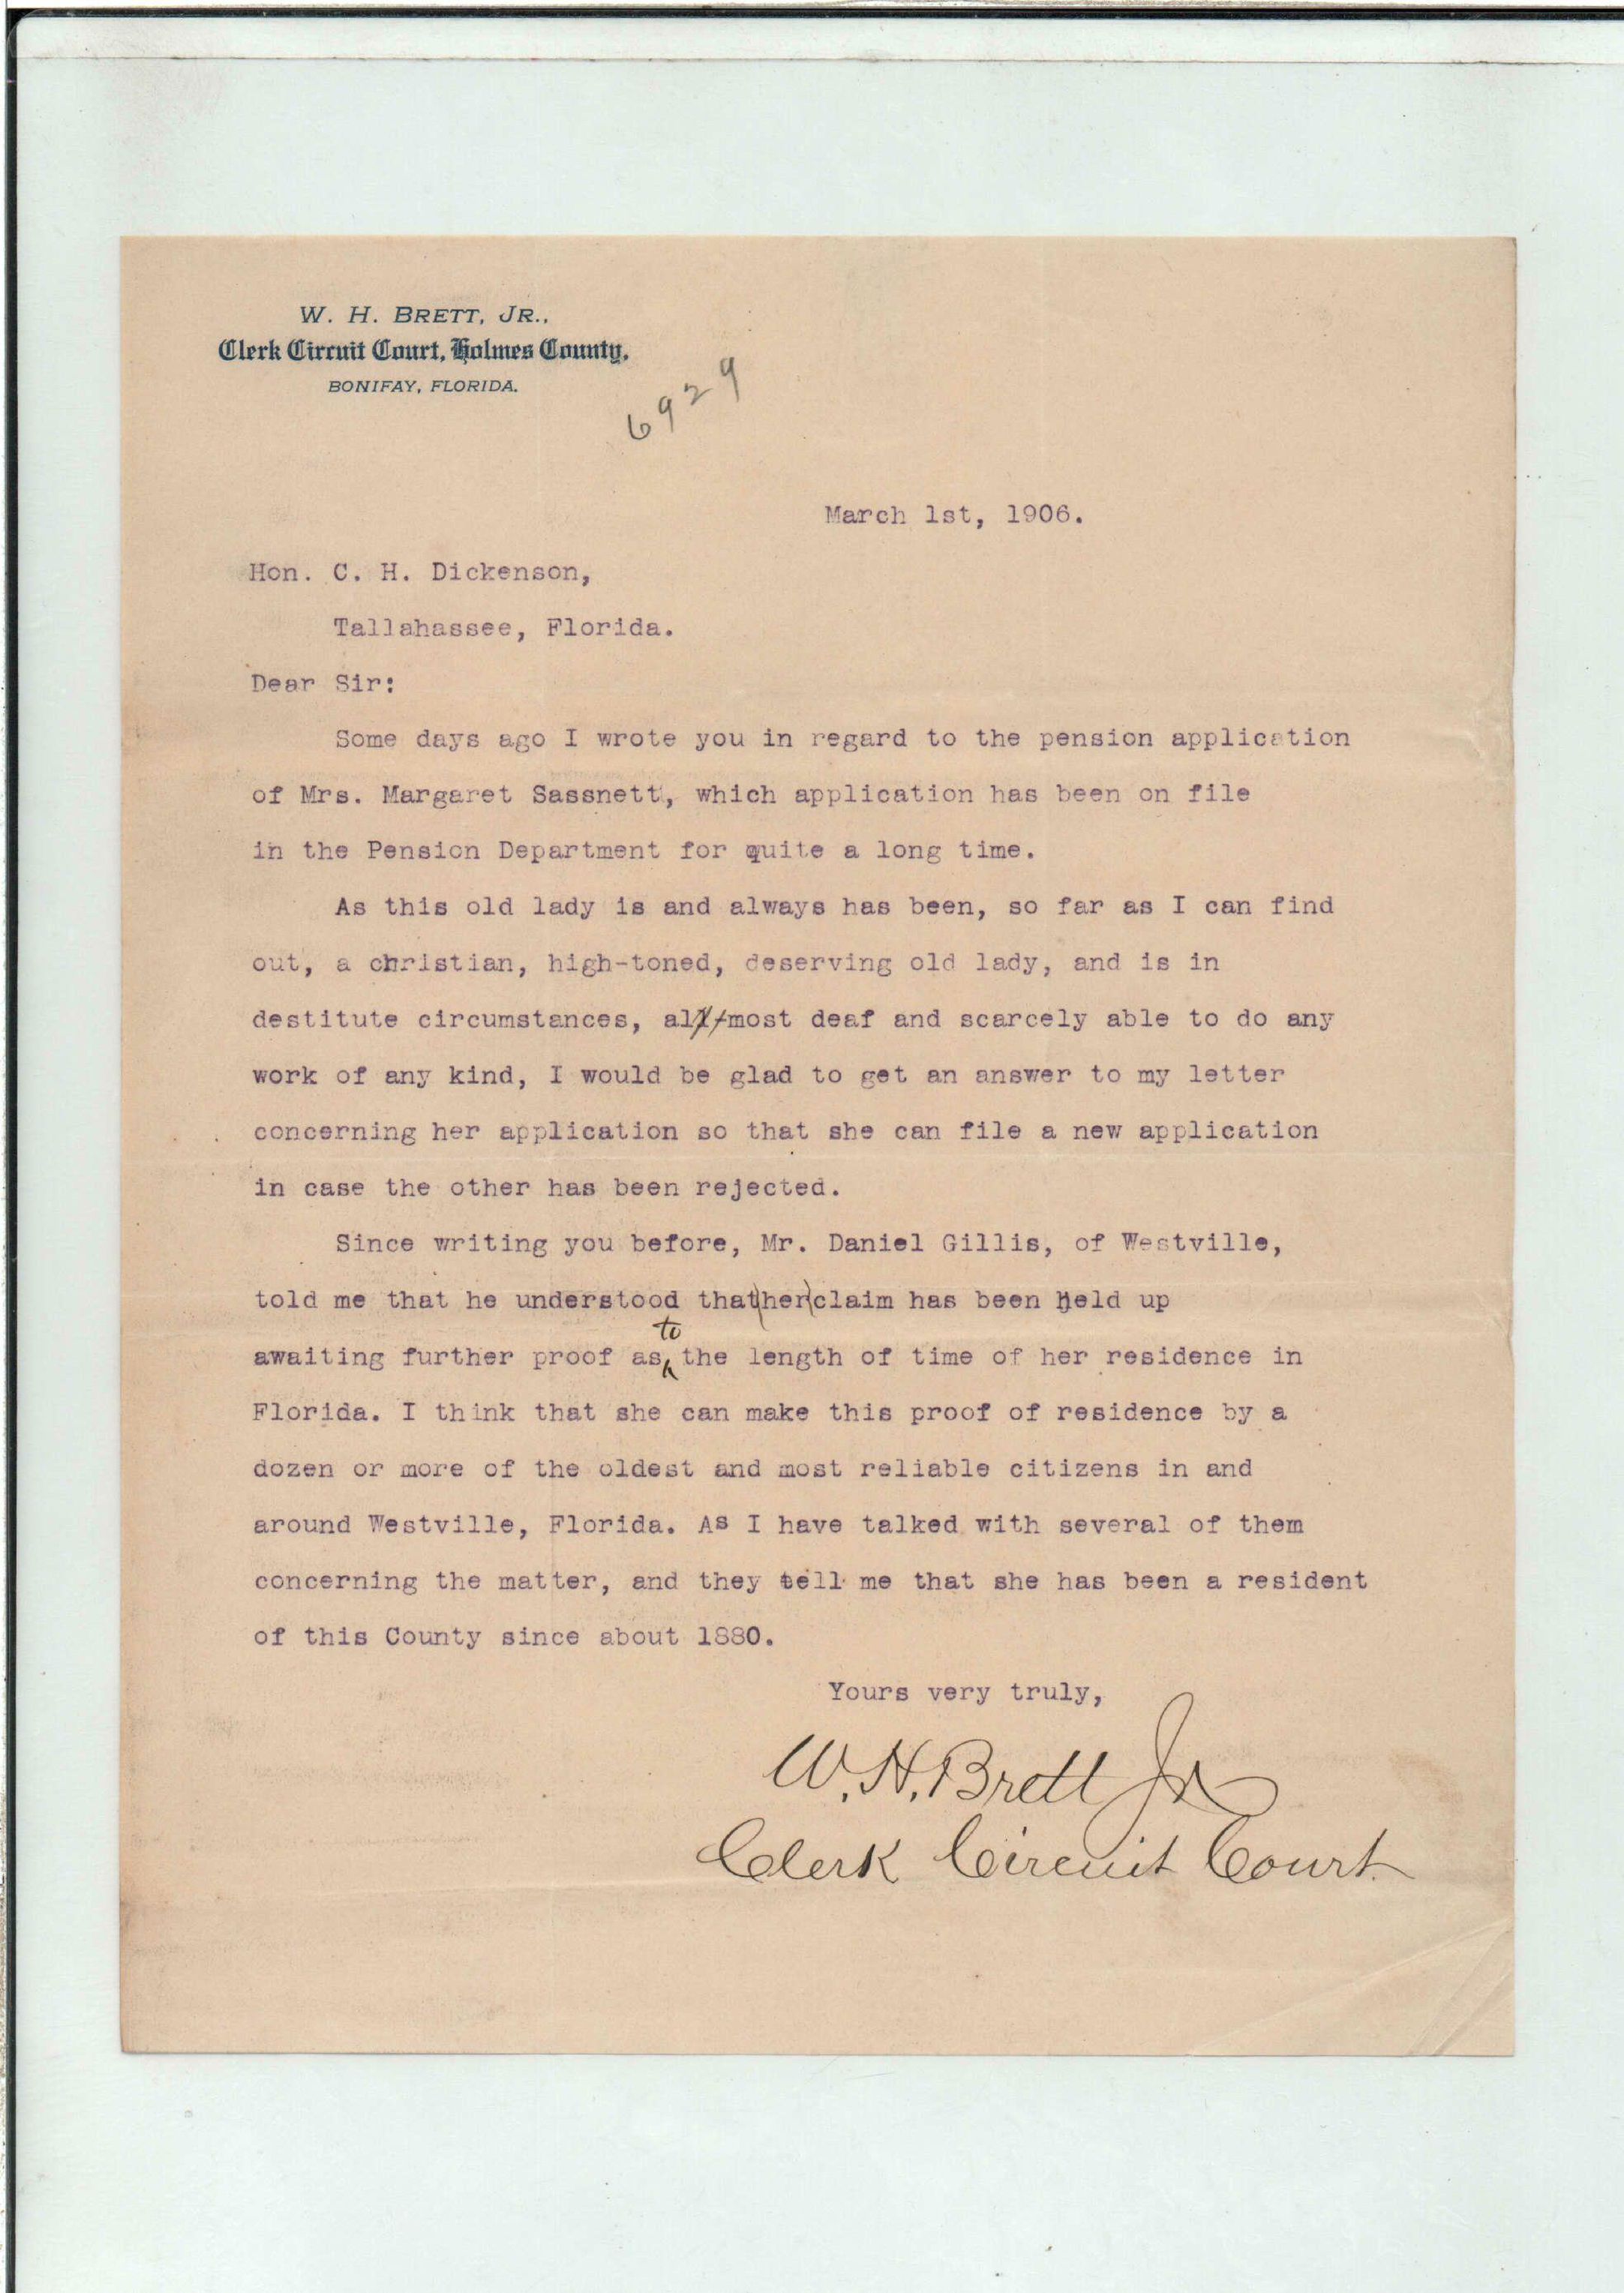 W. H. BRETT, JR.,
Clerk Circuit Court, Holmes County,
BONIFAY, FLORIDA.
6929
March 1st, 1906.
Hon. C. H. Dickenson,
Tallahassee, Florida.
Dear Sir:
Some days ago I wrote you in regard to the pension application
of Mrs. Margaret Sassnett, which application has been on file
in the Pension Department for quite a long time.
As this old lady is and always has been, so far as I can find
out, a christian, high-toned, deserving old lady, and is in
destitute circumstances, almost deaf and scarcely able to do any
work of any kind, I would be glad to get an answer to my letter
concerning her application so that she can file a new application
in case the other has been rejected.
Since writing you before, Mr. Daniel Gillis, of Westville,
told me that he understood that her claim has been held up
awaiting further proof as to the length of time of her residence in
Florida. I think that she can make this proof of residence by a
dozen or more of the oldest and most reliable citizens in and
around Westville, Florida. As I have talked with several of them
concerning the matter, and they tell me that she has been a resident
of this County since about 1880.
Yours very truly,
W. H. Brett Jr
Clerk Circuit Court.